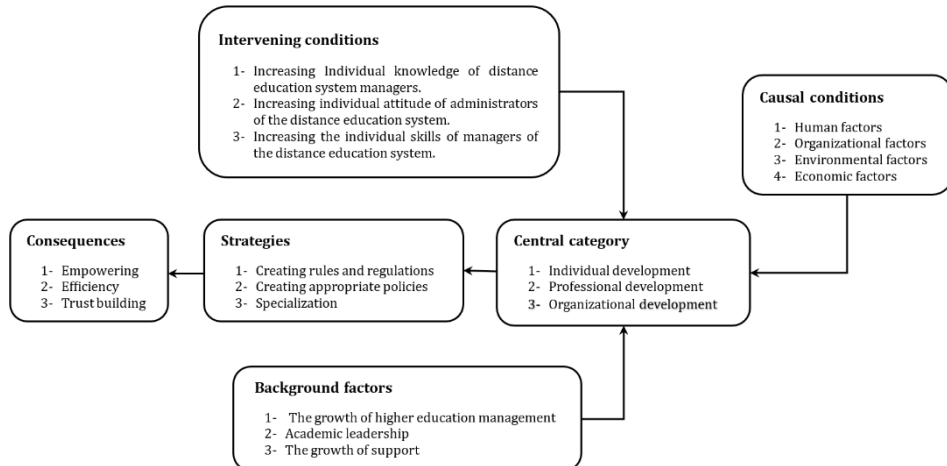 Intervening conditions
1- Increasing Individual knowledge of distance
education system managers.
2- Increasing individual attitude of administrators
of the distance education system.
3- Increasing the individual skills of managers of
the distance education system.
Causal conditions
1- Human factors
2- Organizational factors
3- Environmental factors
4- Economic factors
Consequences
1- Empowering
2- Efficiency
3- Trust building
Strategies
1- Creating rules and regulations
2- Creating appropriate policies
3- Specialization
Central category
1- Individual development
2- Professional development
3- Organizational development
Background factors
1- The growth of higher education management
2- Academic leadership
3- The growth of support